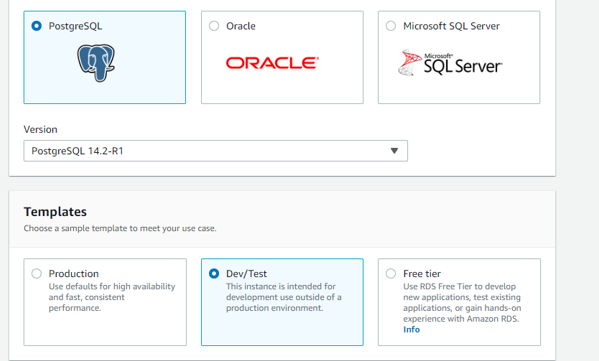 PostgreSQL
Oracle
Microsoft SQL Server
ORACLE
Microsoft
SQL Server
Version
PostgreSQL 14.2-R1
Templates
Choose a sample template to meet your use case.
Production
Use defaults for high availability
and fast, consistent
performance.
Dev/Test
This instance is intended for
development use outside of a
production environment.
Free tier
Use RDS Free Tier to develop
new applications, test existing
applications, or gain hands-on
experience with Amazon RDS.
Info